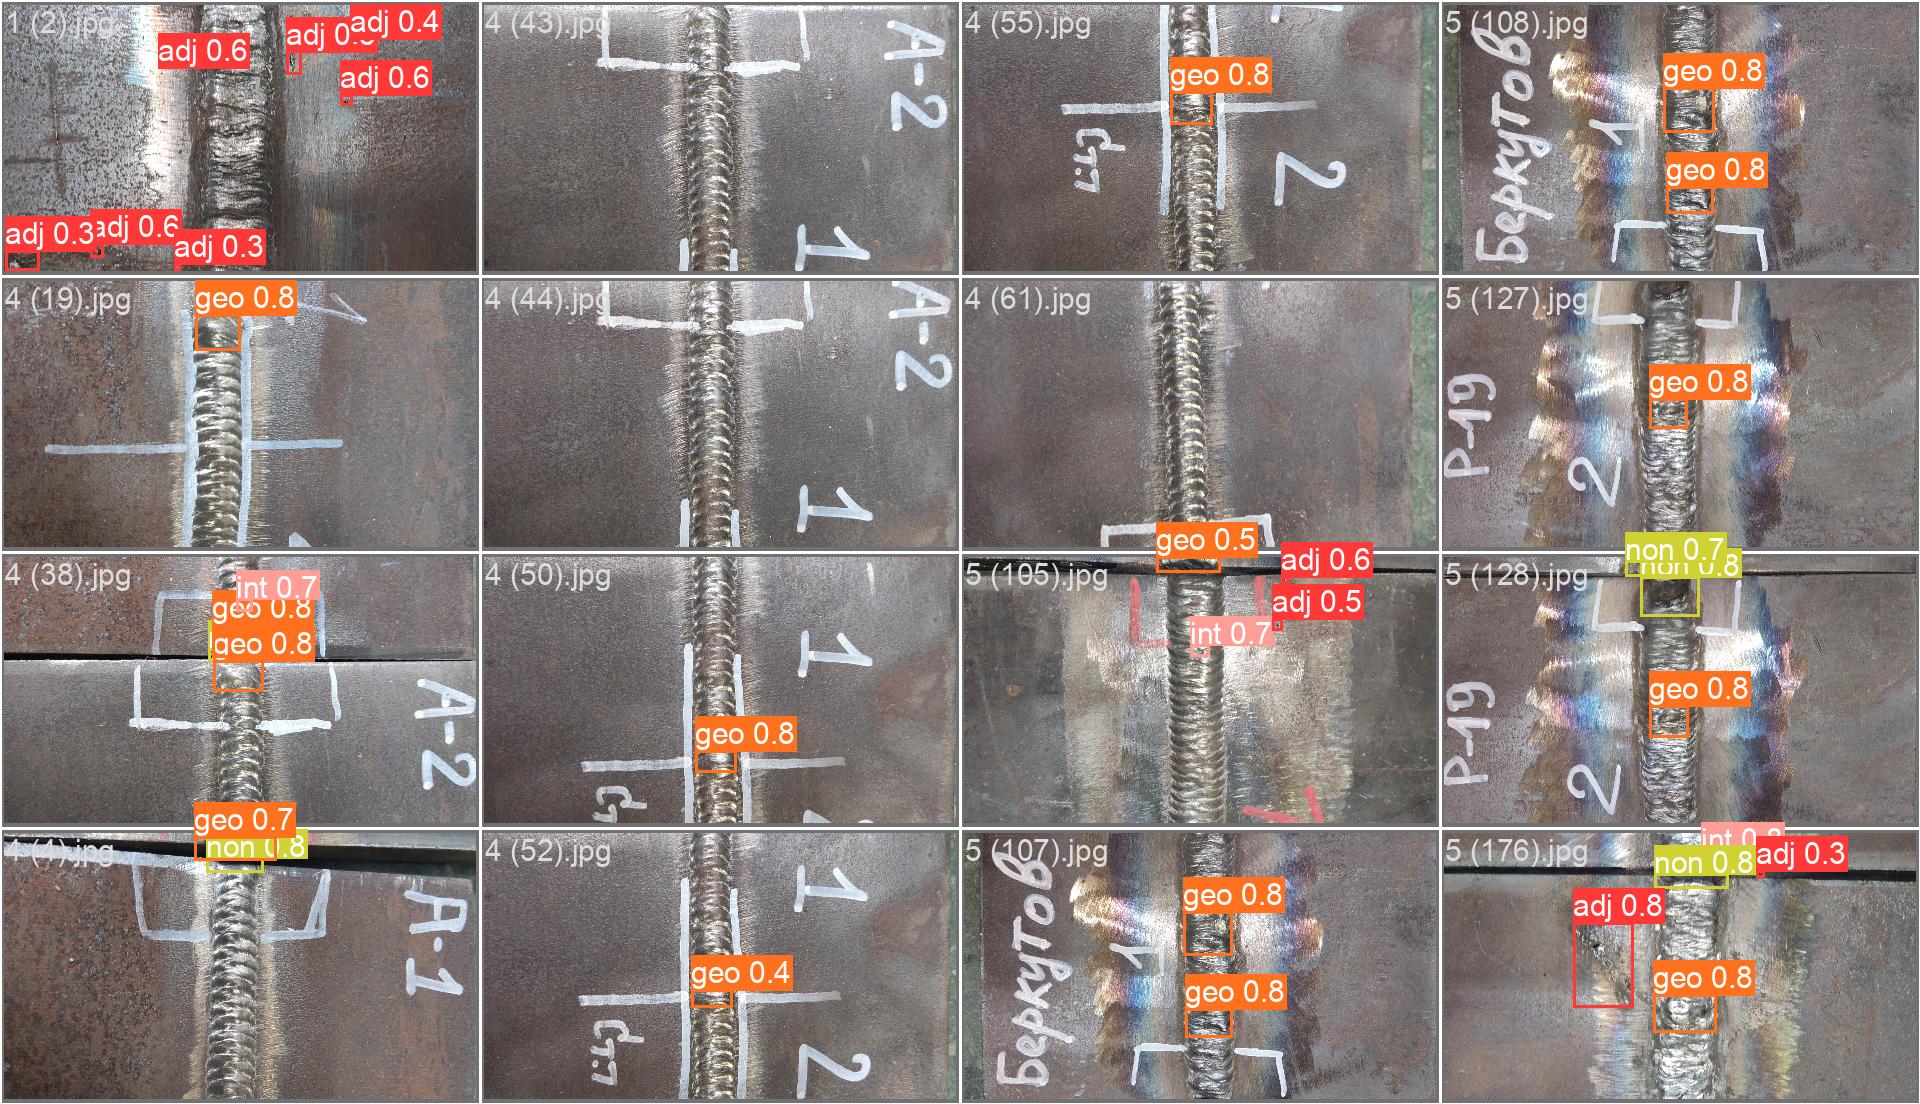 1 (2).jpg
adj 0.6
adj 0.4
adj 0.6
adj 0.3
adj 0.6
adj 0.3
4 (43).jpg
A-2
1
4 (55).jpg
geo 0.8
2
5 (108).jpg
geo 0.8
geo 0.8
Беркутов
1
4 (19).jpg
geo 0.8
4 (44).jpg
A-2
1
4 (61).jpg
geo 0.5
5 (127).jpg
geo 0.8
P-19
2
4 (38).jpg
int 0.7
geo 0.8
geo 0.8
A-2
4 (50).jpg
1
geo 0.8
5 (105).jpg
adj 0.6
adj 0.5
int 0.7
5 (128).jpg
non 0.7
non 0.8
geo 0.8
P-19
2
4 (1).jpg
geo 0.7
non 0.8
A-1
4 (52).jpg
1
geo 0.4
2
5 (107).jpg
geo 0.8
geo 0.8
Беркутов
1
5 (176).jpg
int 0.8
non 0.8
adj 0.3
adj 0.8
geo 0.8